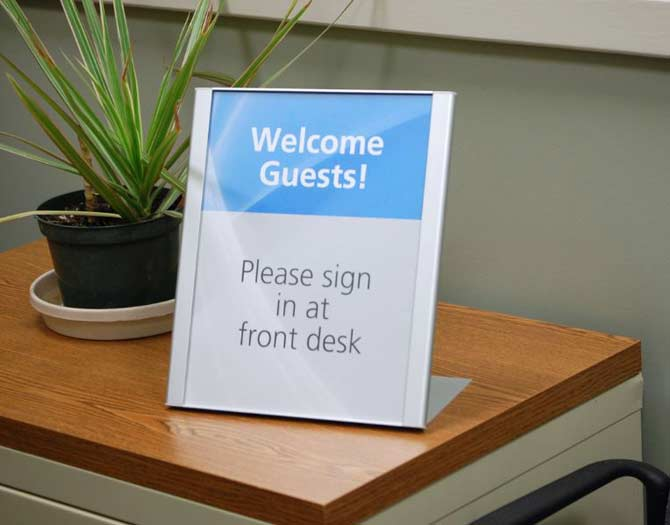 Welcome
Guests!
Please sign
in at
front desk